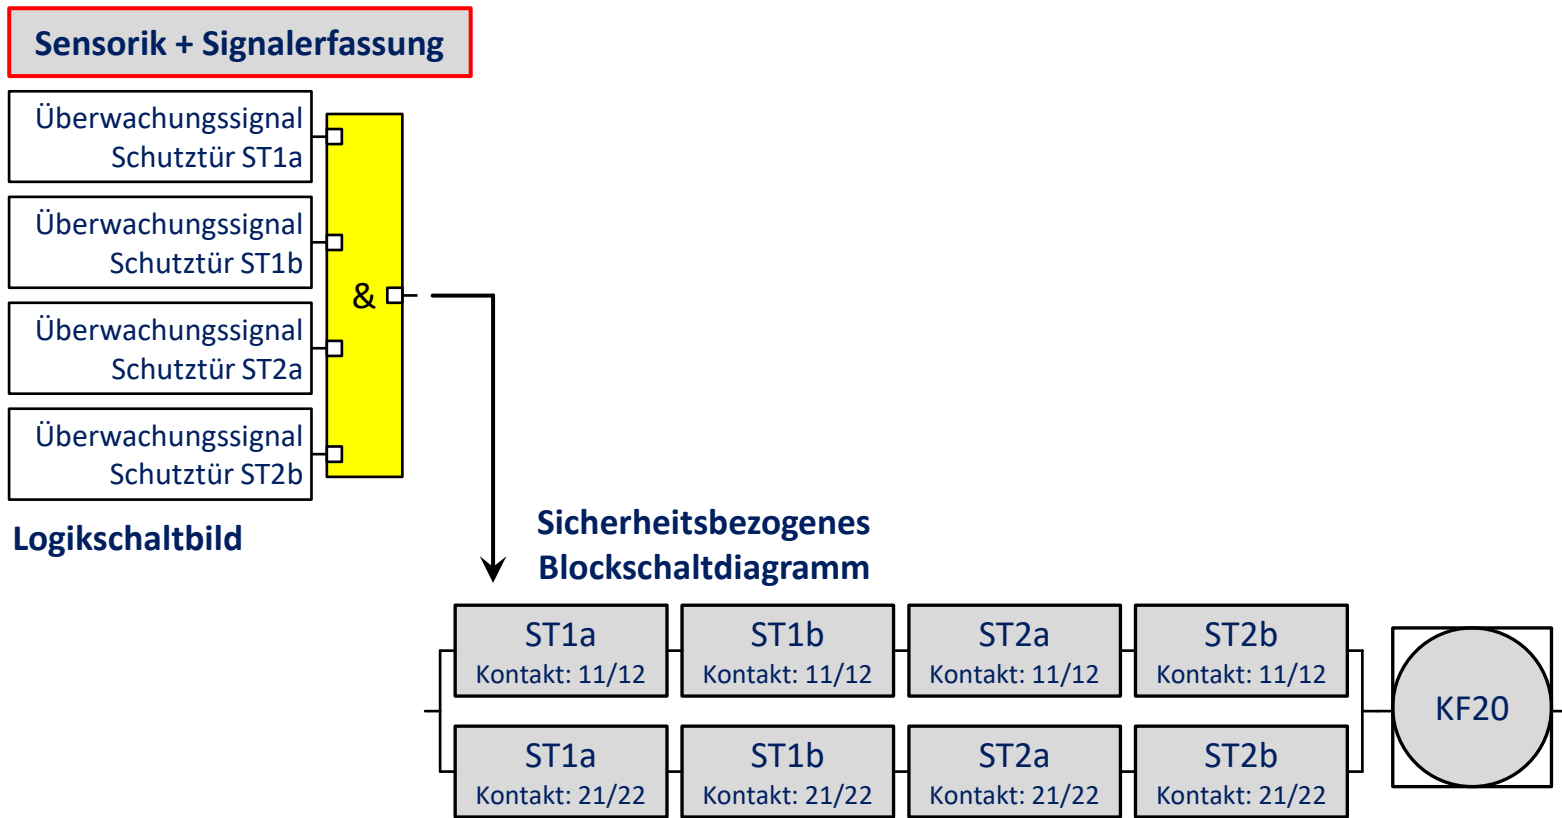 Sensorik + Signalerfassung
Überwachungssignal
Schutztür ST1a
Überwachungssignal
Schutztür ST1b
Überwachungssignal
Schutztür ST2a
Überwachungssignal
Schutztür ST2b
&
Logikschaltbild
Sicherheitsbezogenes
Blockschaltdiagramm
ST1a
Kontakt: 11/12
ST1b
Kontakt: 11/12
ST2a
Kontakt: 11/12
ST2b
Kontakt: 11/12
ST1a
Kontakt: 21/22
ST1b
Kontakt: 21/22
ST2a
Kontakt: 21/22
ST2b
Kontakt: 21/22
KF20